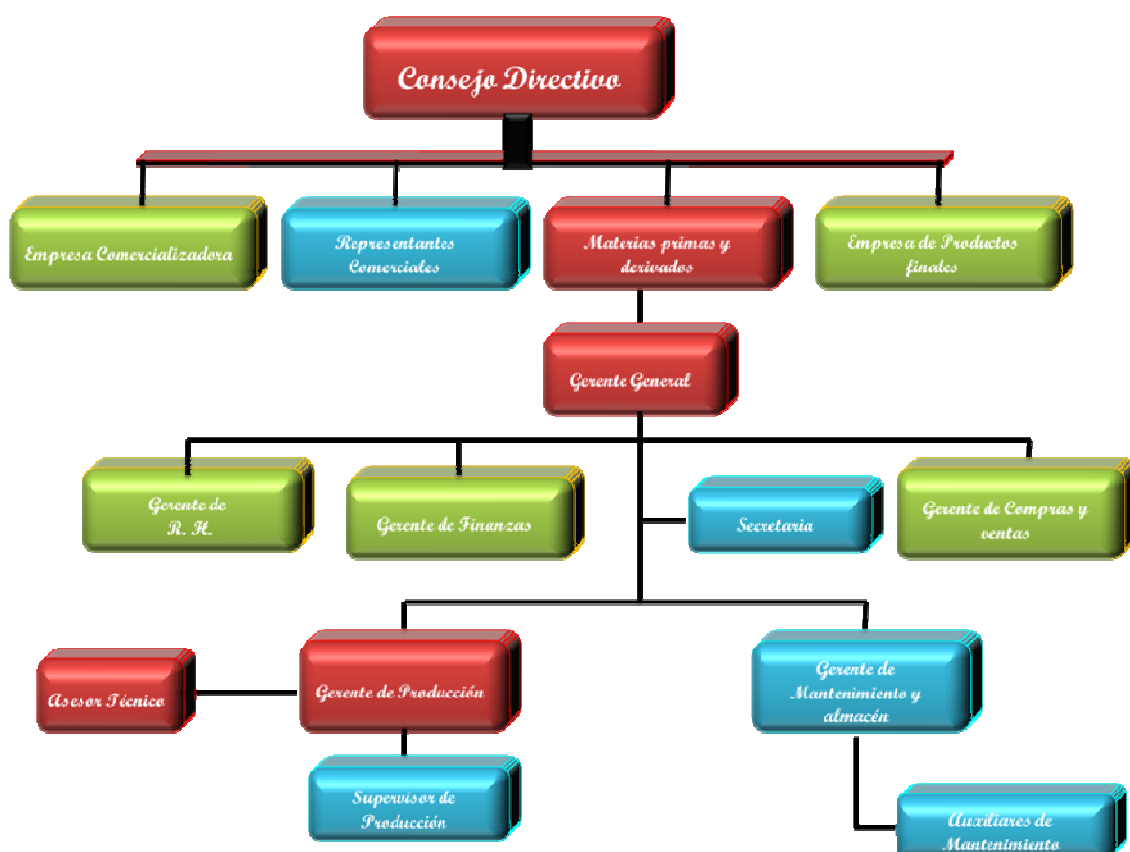 Consejo Directivo
Empresa Comercializadora
Representantes
Comerciales
Materias primas y
derivados
Empresa de Productos
finales
Gerente General
Gerente de
R. H.
Gerente de Finanzas
Secretaria
Gerente de Compras y
ventas
Asesor Técnico
Gerente de Producción
Gerente de
Mantenimiento y
almacén
Supervisor de
Producción
Auxiliares de
Mantenimiento